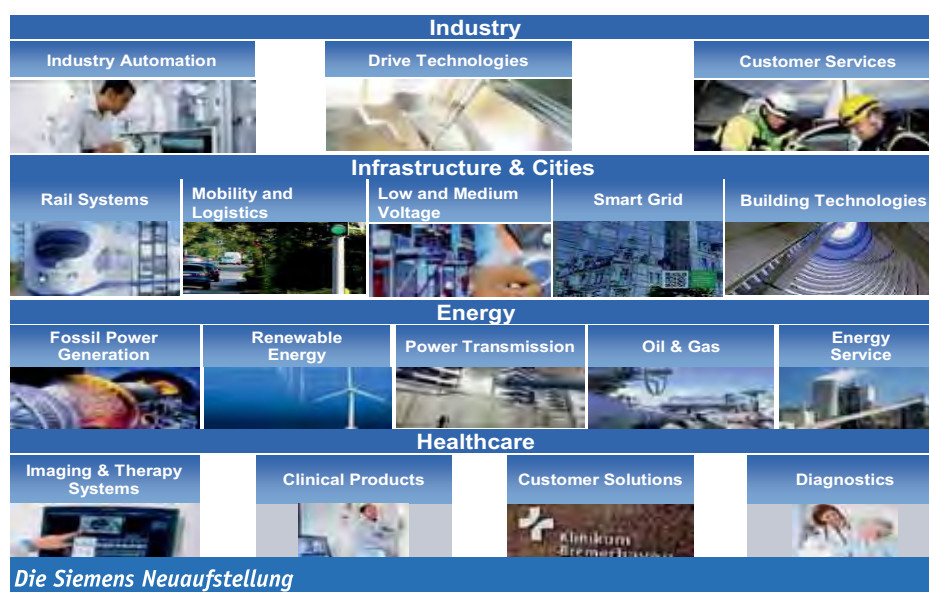 Industry
Industry Automation
Drive Technologies
Customer Services
Infrastructure & Cities
Rail Systems
Mobility and
Logistics
Low and Medium
Voltage
Smart Grid
Building Technologies
Energy
Fossil Power
Generation
Renewable
Energy
Power Transmission
Oil & Gas
Energy
Service
Healthcare
Imaging & Therapy
Systems
Clinical Products
Customer Solutions
Diagnostics
Klinikum
Bremerhaven
Die Siemens Neuaufstellung